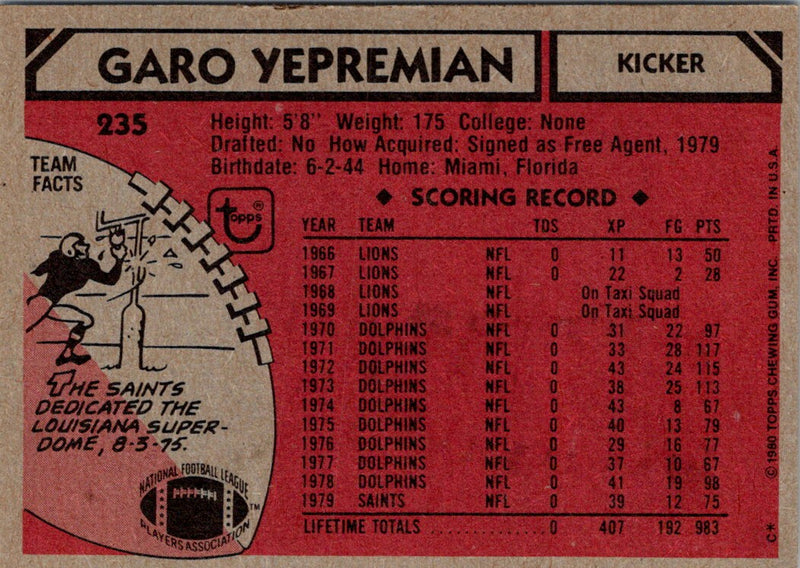 GARO YEPREMIAN
KICKER
235
Height: 5'8" Weight: 175 College: None
Drafted: No How Acquired: Signed as Free Agent, 1979
Birthdate: 6-2-44 Home: Miami, Florida
TEAM
FACTS
topps®
◆ SCORING RECORD ◆
YEAR TEAM TDS XP FG PTS
1966 LIONS NFL 0 11 13 50
1967 LIONS NFL 0 22 2 28
1968 LIONS NFL On Taxi Squad
1969 LIONS NFL On Taxi Squad
1970 DOLPHINS NFL 0 31 22 97
1971 DOLPHINS NFL 0 33 28 117
1972 DOLPHINS NFL 0 43 24 115
1973 DOLPHINS NFL 0 38 25 113
1974 DOLPHINS NFL 0 43 8 67
1975 DOLPHINS NFL 0 40 13 79
1976 DOLPHINS NFL 0 29 16 77
1977 DOLPHINS NFL 0 37 10 67
1978 DOLPHINS NFL 0 41 19 98
1979 SAINTS NFL 0 39 12 75
LIFETIME TOTALS .............. 0 407 192 983
THE SAINTS
DEDICATED THE
LOUISIANA SUPER-
DOME, 8-3-75.
NATIONAL FOOTBALL LEAGUE
PLAYERS ASSOCIATION
TM
© 1980 TOPPS CHEWING GUM, INC. PRTD. IN U.S.A.
C*